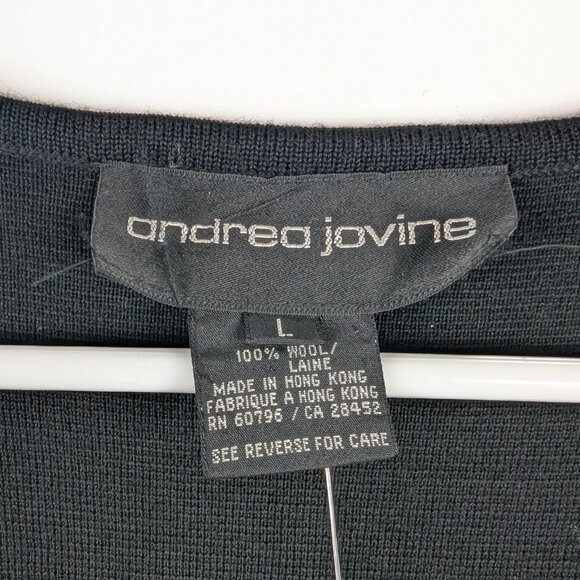 andrea jovine
L
100% WOOL/
LAINE
MADE IN HONG KONG
FABRIQUE A HONG KONG
RN 60796 / CA 28452
SEE REVERSE FOR CARE